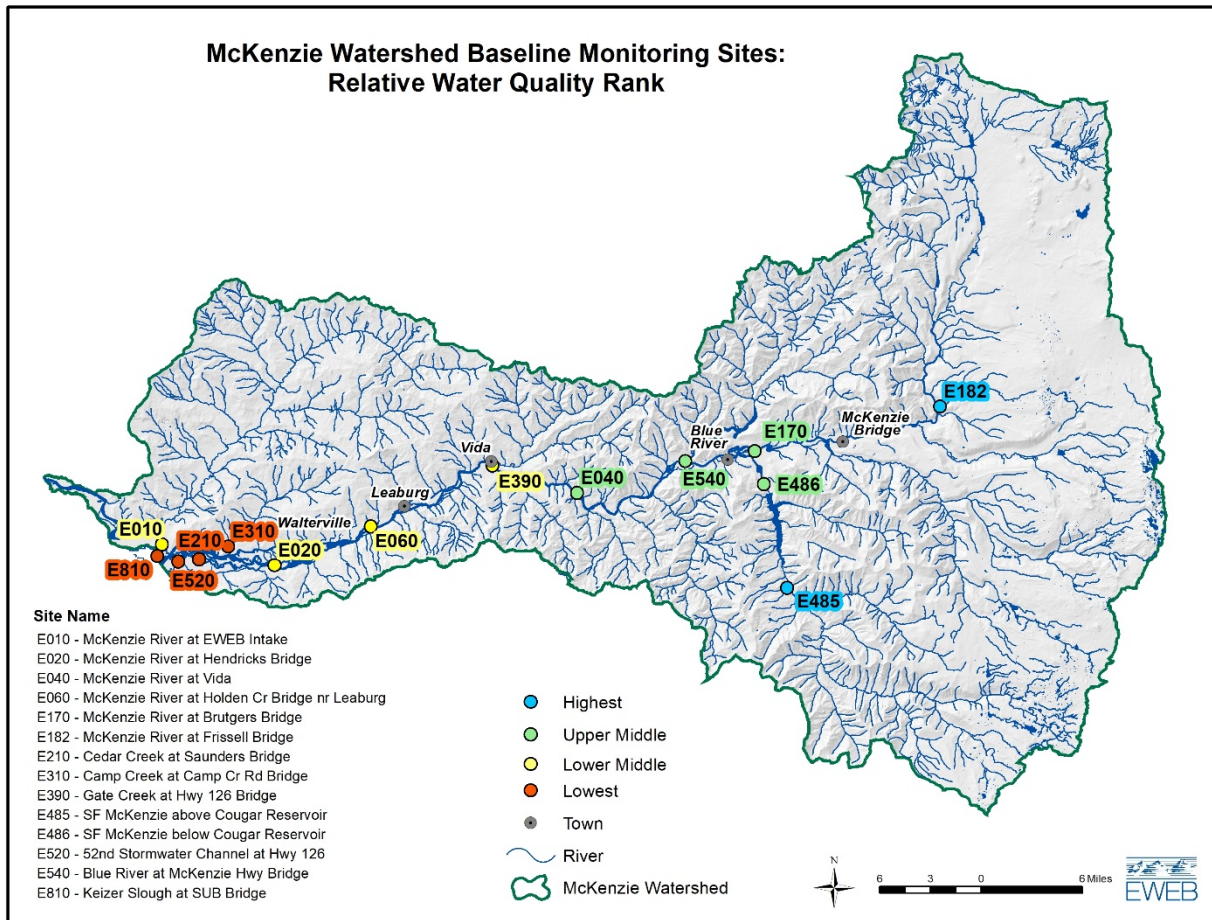 McKenzie Watershed Baseline Monitoring Sites:
Relative Water Quality Rank
E182
McKenzie
Bridge
E170
Blue
River
E486
E540
E040
Vida
E390
Leaburg
E060
Walterville
E310
E210
E010
E020
E810
E520
E485
Site Name
E010 - McKenzie River at EWEB Intake
E020 - McKenzie River at Hendricks Bridge
E040 - McKenzie River at Vida
E060 - McKenzie River at Holden Cr Bridge nr Leaburg
E170 - McKenzie River at Brutgers Bridge
E182 - McKenzie River at Frissell Bridge
E210 - Cedar Creek at Saunders Bridge
E310 - Camp Creek at Camp Cr Rd Bridge
E390 - Gate Creek at Hwy 126 Bridge
E485 - SF McKenzie above Cougar Reservoir
E486 - SF McKenzie below Cougar Reservoir
E520 - 52nd Stormwater Channel at Hwy 126
E540 - Blue River at McKenzie Hwy Bridge
E810 - Keizer Slough at SUB Bridge
Highest
Upper Middle
Lower Middle
Lowest
Town
River
McKenzie Watershed
N
6 3 0 6 Miles
EWEB